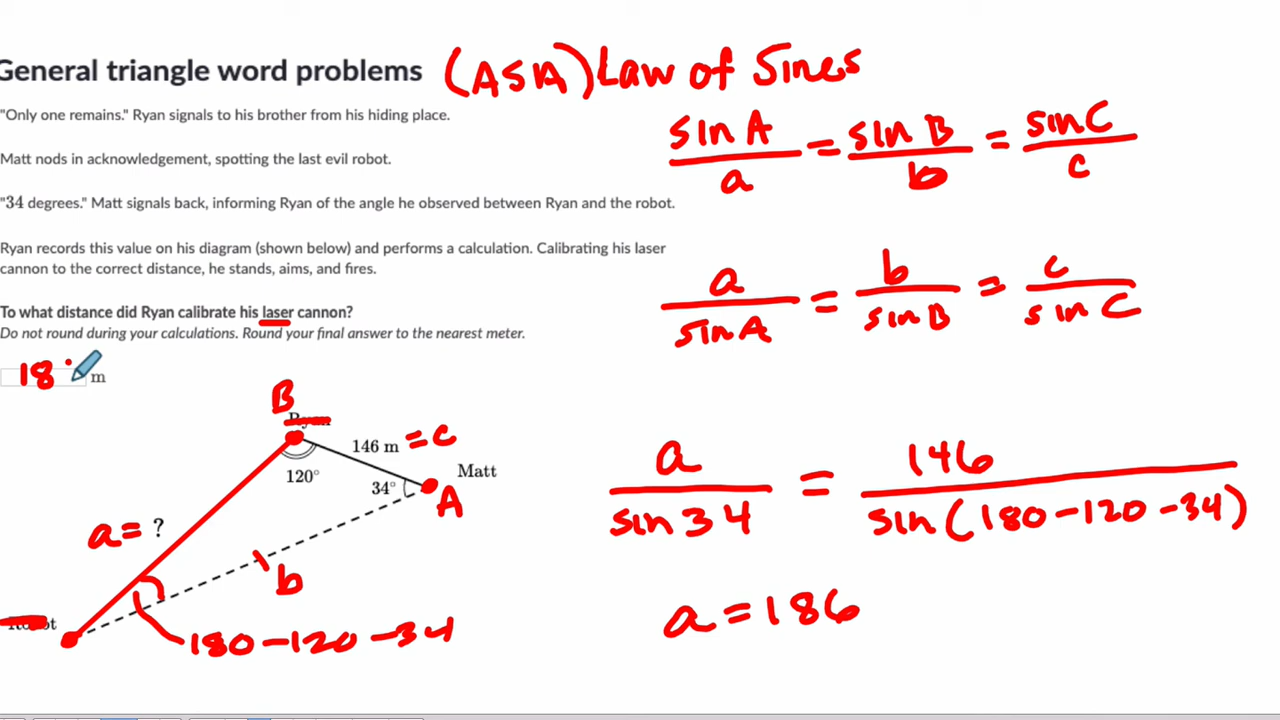 General triangle word problems (ASA) Law of Sines
"Only one remains." Ryan signals to his brother from his hiding place.
Matt nods in acknowledgement, spotting the last evil robot.
"34 degrees." Matt signals back, informing Ryan of the angle he observed between Ryan and the robot.
Ryan records this value on his diagram (shown below) and performs a calculation. Calibrating his laser
cannon to the correct distance, he stands, aims, and fires.
To what distance did Ryan calibrate his laser cannon?
Do not round during your calculations. Round your final answer to the nearest meter.
18 m
sin A / a = sin B / b = sin C / c
a / sin A = b / sin B = c / sin C
B
Ryan
146 m = c
120°
34°
Matt
A
a = ?
b
Robot
180 - 120 - 34
a / sin 34 = 146 / sin (180 - 120 - 34)
a = 186